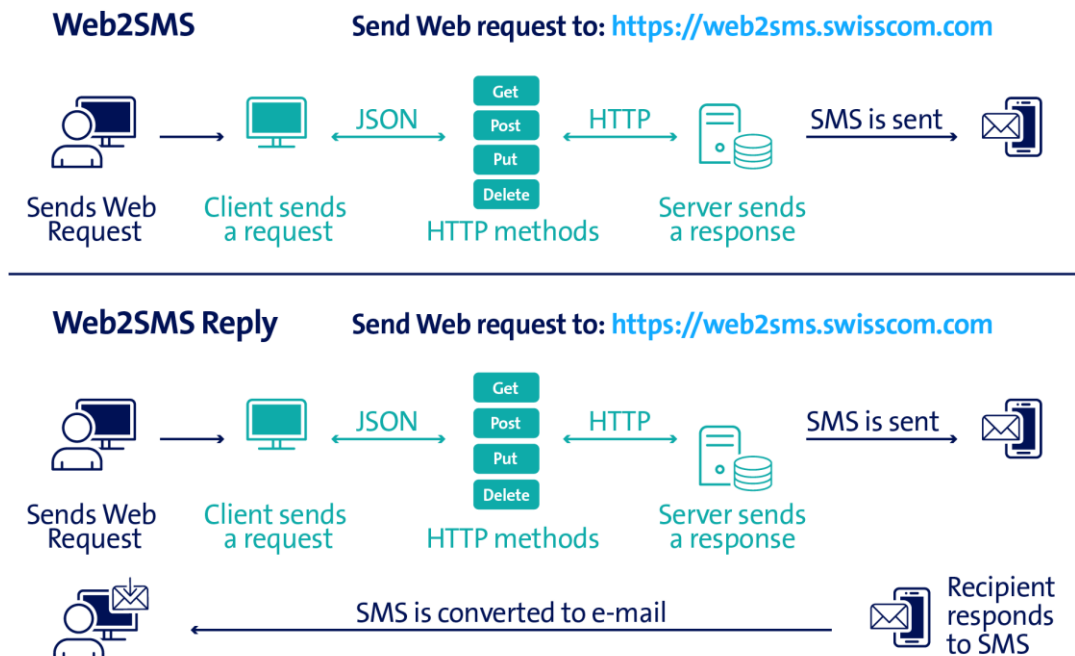 Web2SMS
Send Web request to: https://web2sms.swisscom.com
JSON
Get
Post
Put
Delete
HTTP
SMS is sent
Sends Web
Request
Client sends
a request
HTTP methods
Server sends
a response
Web2SMS Reply
Send Web request to: https://web2sms.swisscom.com
JSON
Get
Post
Put
Delete
HTTP
SMS is sent
Sends Web
Request
Client sends
a request
HTTP methods
Server sends
a response
SMS is converted to e-mail
Recipient
responds
to SMS